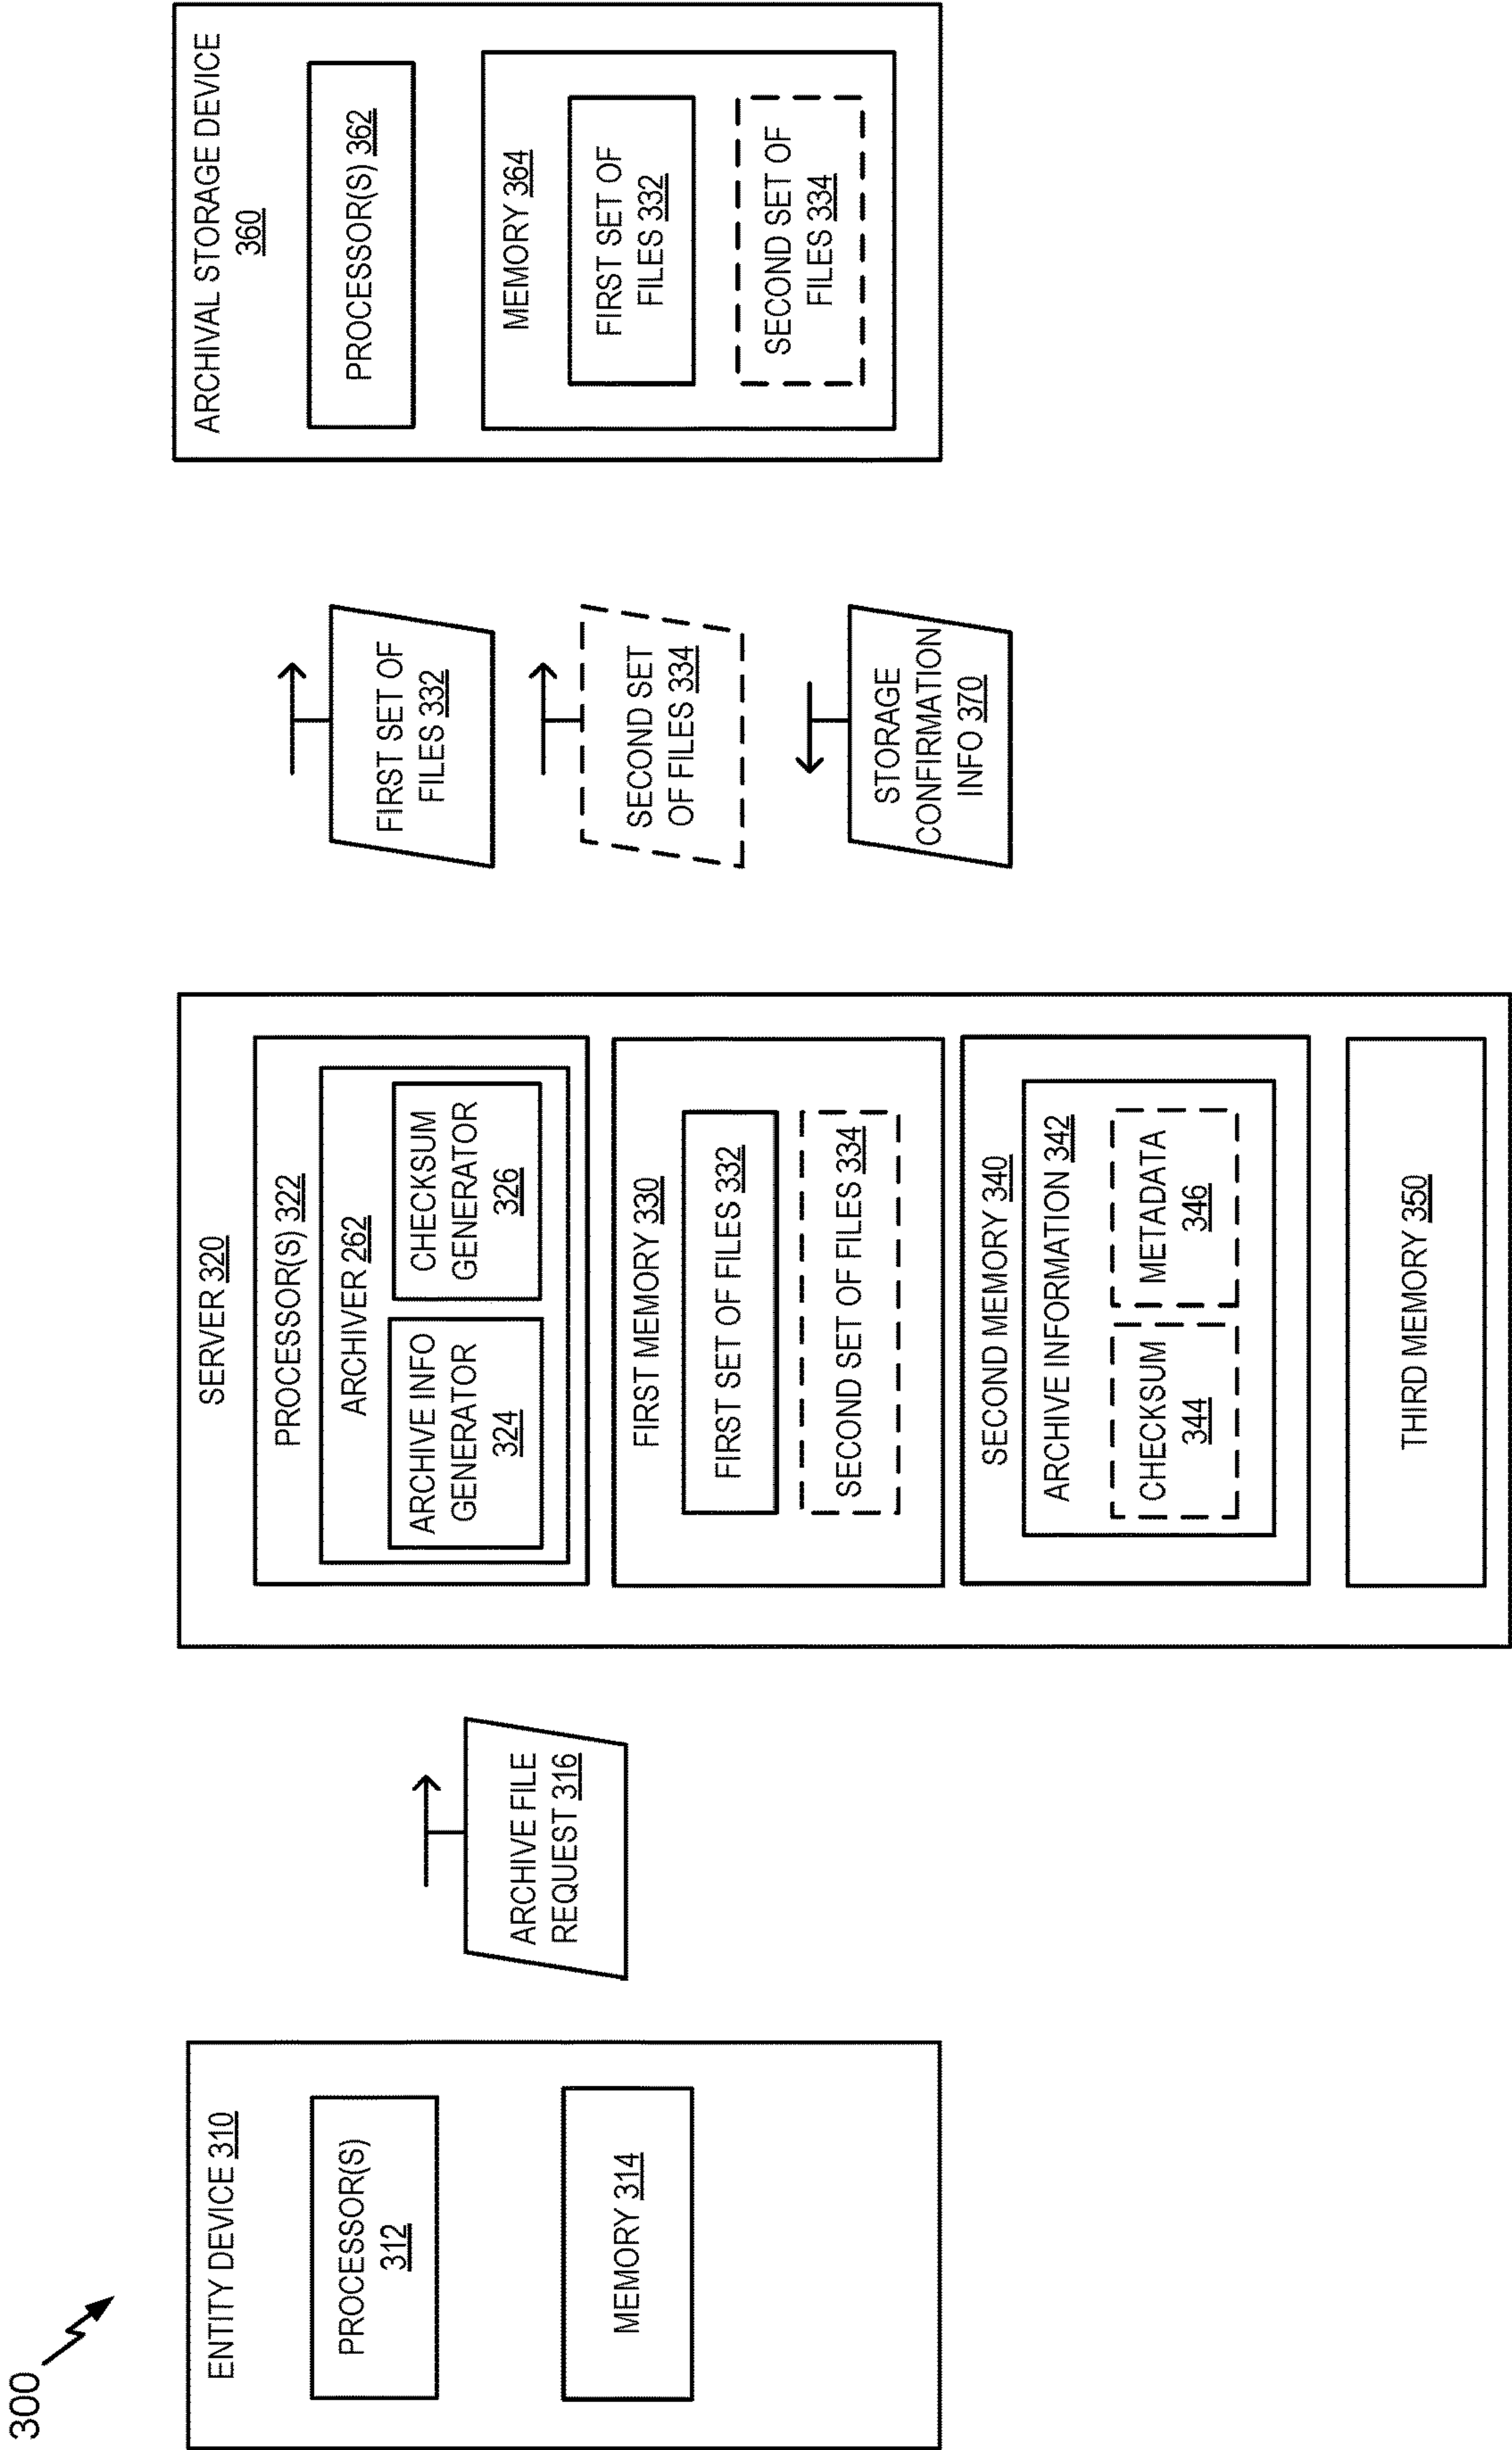 300
ENTITY DEVICE 310
PROCESSOR(S)
312
MEMORY 314
ARCHIVE FILE
REQUEST 316
SERVER 320
PROCESSOR(S) 322
ARCHIVER 262
ARCHIVE INFO
GENERATOR
324
CHECKSUM
GENERATOR
326
FIRST MEMORY 330
FIRST SET OF FILES 332
SECOND SET OF FILES 334
SECOND MEMORY 340
ARCHIVE INFORMATION 342
CHECKSUM
344
METADATA
346
THIRD MEMORY 350
FIRST SET OF
FILES 332
SECOND SET
OF FILES 334
STORAGE
CONFIRMATION
INFO 370
ARCHIVAL STORAGE DEVICE
360
PROCESSOR(S) 362
MEMORY 364
FIRST SET OF
FILES 332
SECOND SET OF
FILES 334